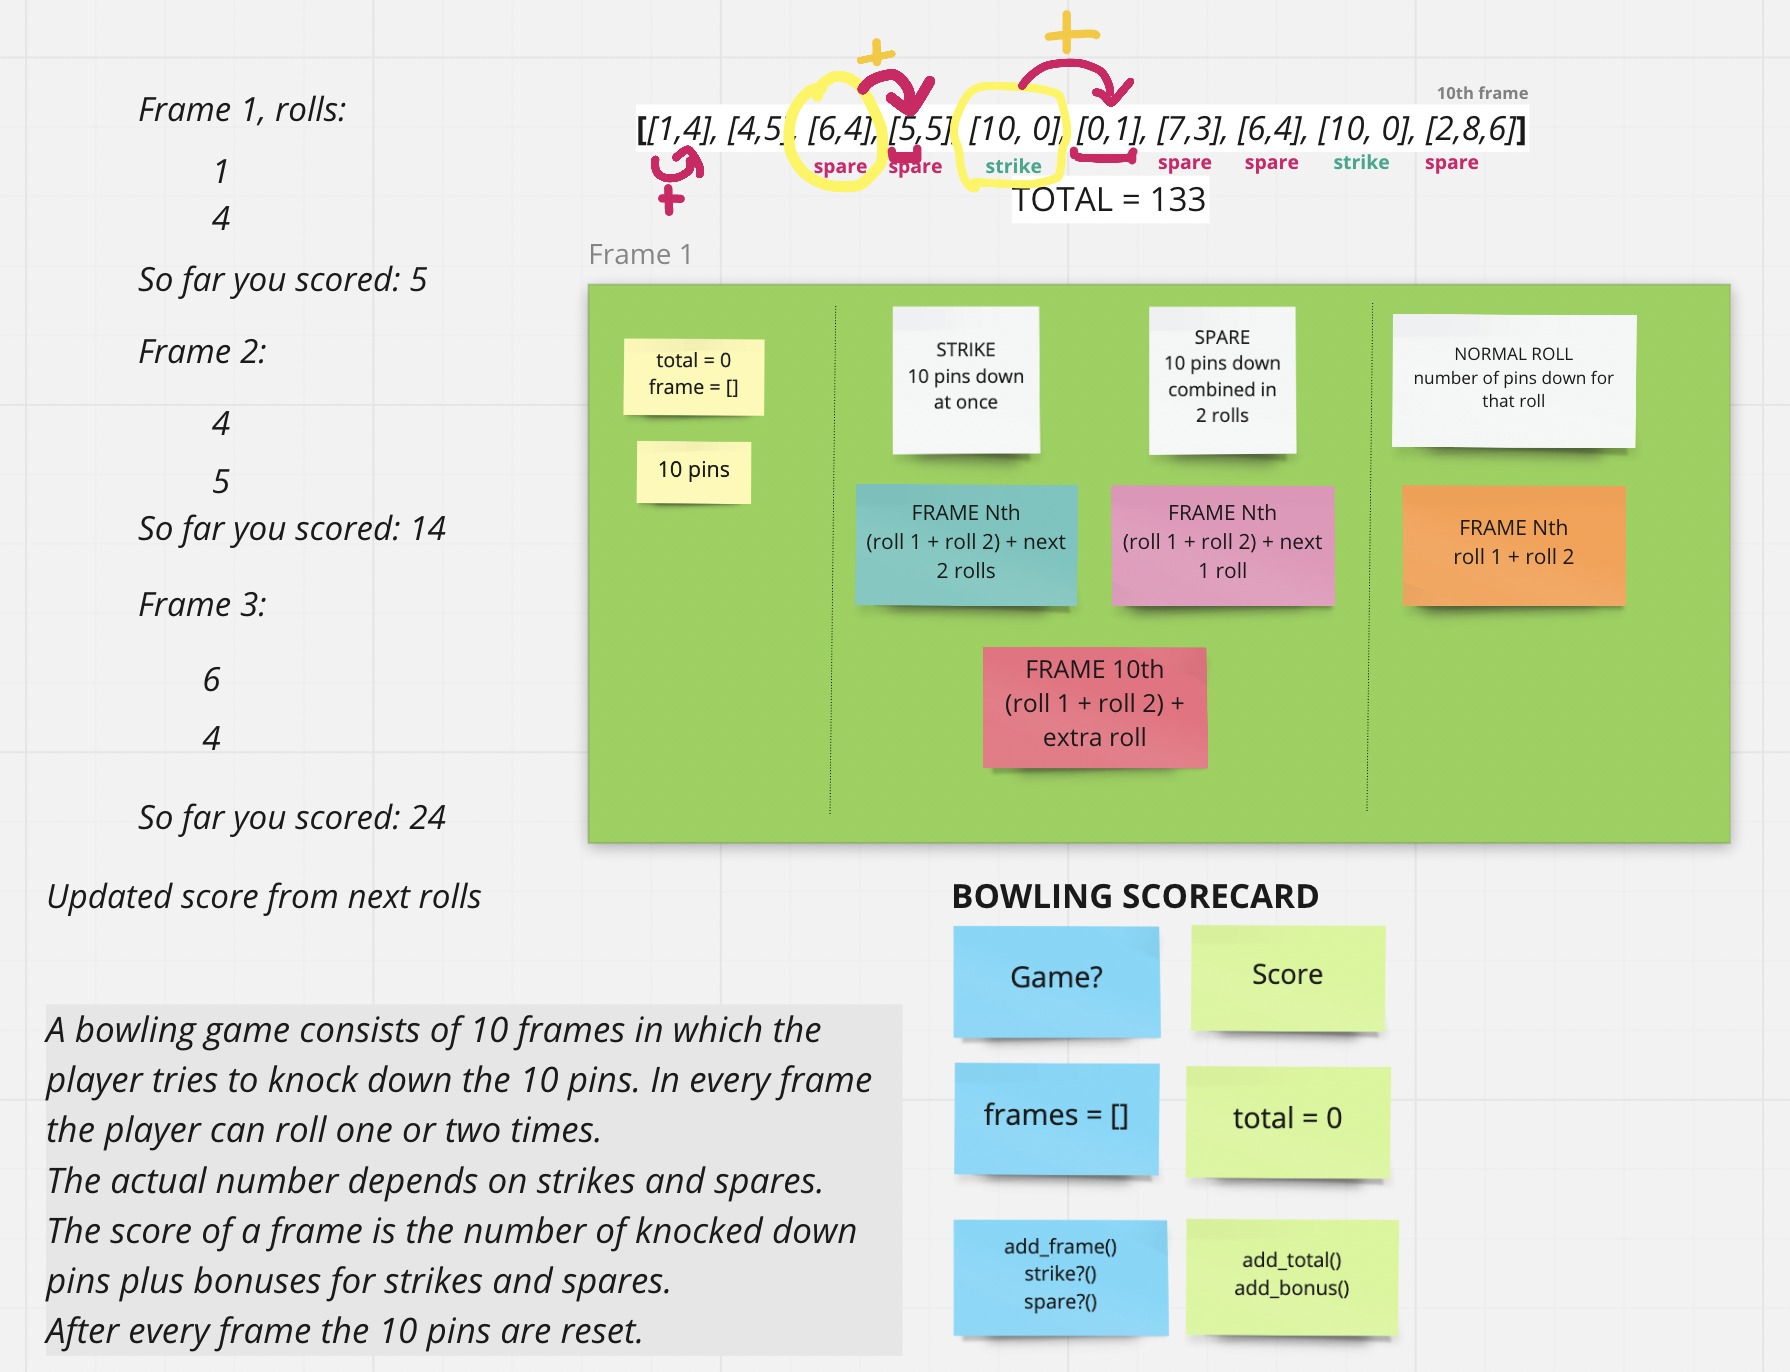 Frame 1, rolls:
1
4
So far you scored: 5
Frame 2:
4
5
So far you scored: 14
Frame 3:
6
4
So far you scored: 24
Updated score from next rolls
A bowling game consists of 10 frames in which the
player tries to knock down the 10 pins. In every frame
the player can roll one or two times.
The actual number depends on strikes and spares.
The score of a frame is the number of knocked down
pins plus bonuses for strikes and spares.
After every frame the 10 pins are reset.
+ +
10th frame
[[1,4], [4,5], [6,4], [5,5], [10, 0], [0,1], [7,3], [6,4], [10, 0], [2,8,6]]
spare spare strike spare spare strike spare
+
TOTAL = 133
Frame 1
total = 0
frame = []
10 pins
STRIKE
10 pins down
at once
SPARE
10 pins down
combined in
2 rolls
NORMAL ROLL
number of pins down for
that roll
FRAME Nth
(roll 1 + roll 2) + next
2 rolls
FRAME Nth
(roll 1 + roll 2) + next
1 roll
FRAME Nth
roll 1 + roll 2
FRAME 10th
(roll 1 + roll 2) +
extra roll
BOWLING SCORECARD
Game?
Score
frames = []
total = 0
add_frame()
strike?()
spare?()
add_total()
add_bonus()